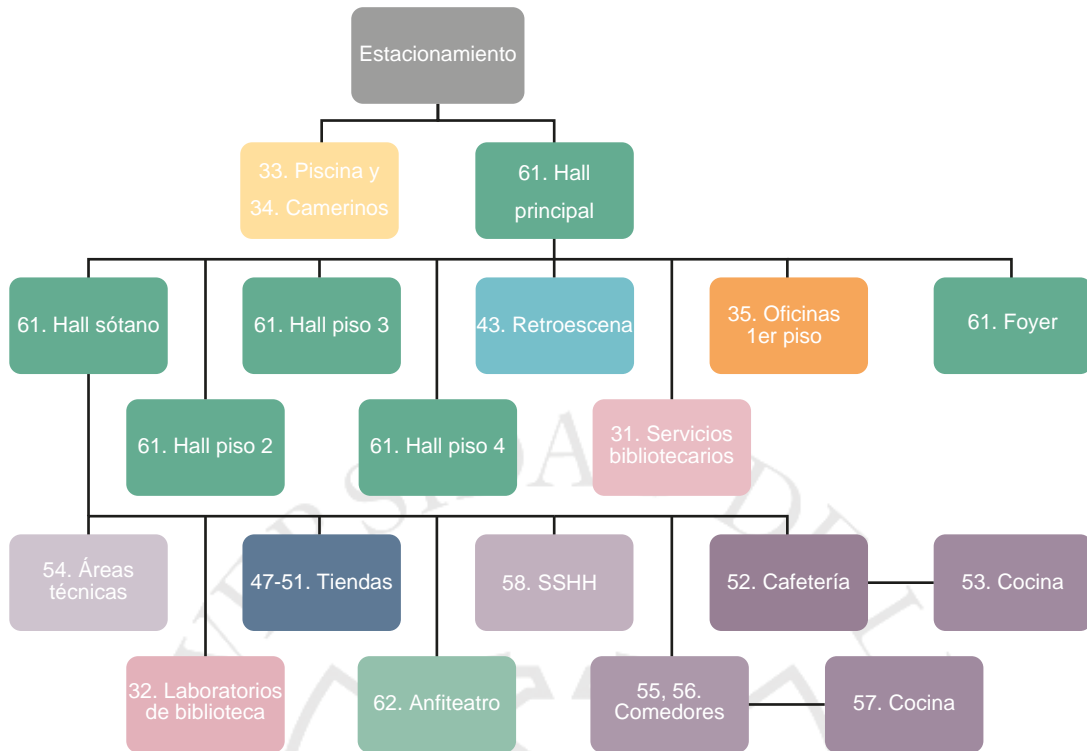 Estacionamiento
33. Piscina y
34. Camerinos
61. Hall
principal
61. Hall sótano
61. Hall piso 3
43. Retroescena
35. Oficinas
1er piso
61. Foyer
61. Hall piso 2
61. Hall piso 4
31. Servicios
bibliotecarios
54. Áreas
técnicas
47-51. Tiendas
58. SSHH
52. Cafetería
53. Cocina
32. Laboratorios
de biblioteca
62. Anfiteatro
55, 56.
Comedores
57. Cocina